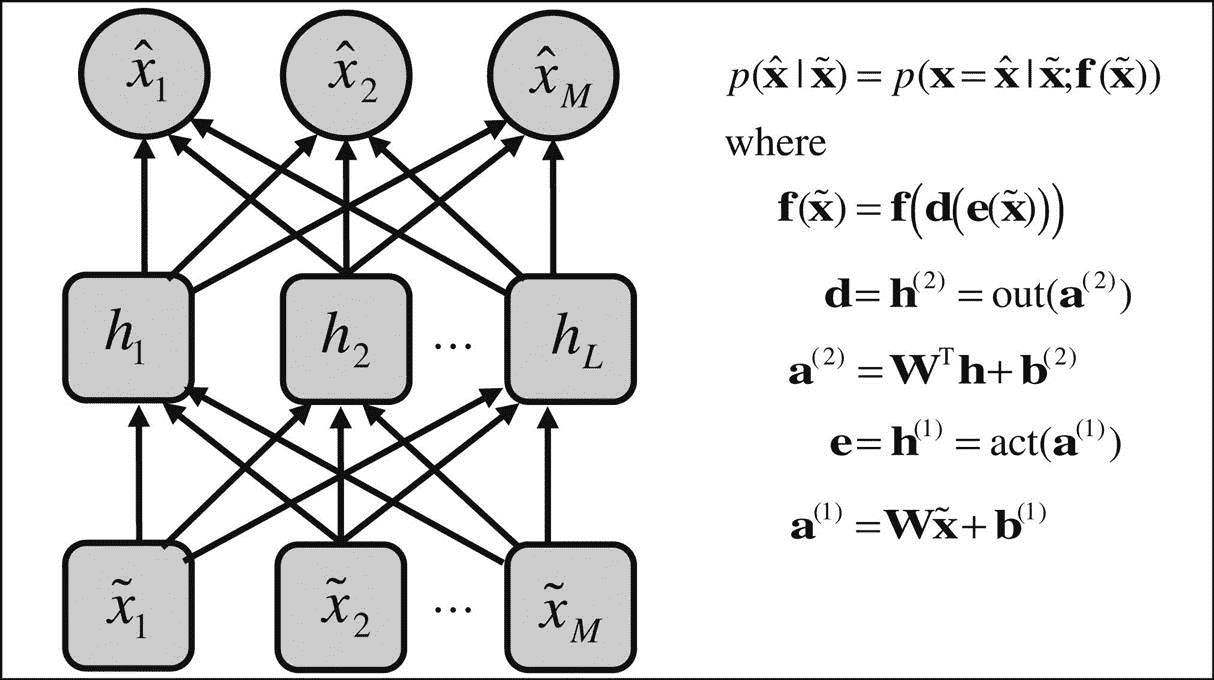 x̂₁ x̂₂ x̂_M
h₁ h₂ ... h_L
x̃₁ x̃₂ ... x̃_M
p(x̂ | x̃) = p(x = x̂ | x̃; f(x̃))
where
f(x̃) = f(d(e(x̃)))
d = h⁽²⁾ = out(a⁽²⁾)
a⁽²⁾ = Wᵀh + b⁽²⁾
e = h⁽¹⁾ = act(a⁽¹⁾)
a⁽¹⁾ = Wx̃ + b⁽¹⁾